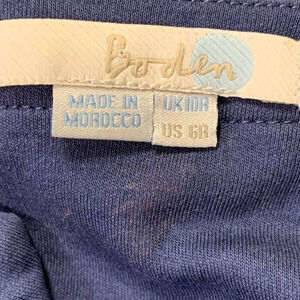 Boden
MADE IN
MOROCCO
UK10R
US 6R